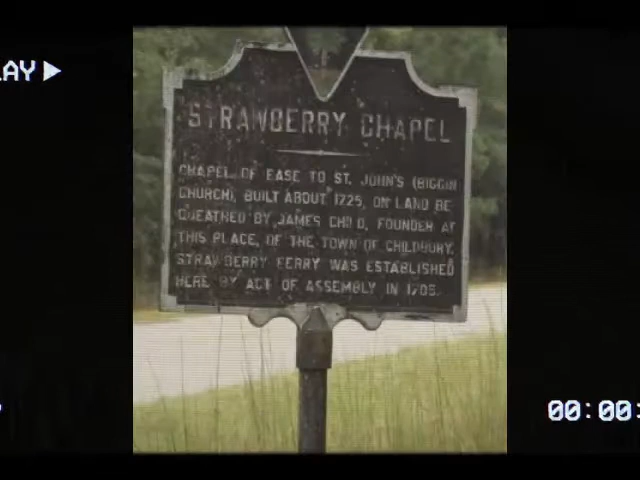 LAY
STRAWBERRY CHAPEL
CHAPEL OF EASE TO ST. JOHN'S (BIGGIN
CHURCH), BUILT ABOUT 1725, ON LAND BE-
QUEATHED BY JAMES CHILD, FOUNDER AT
THIS PLACE, OF THE TOWN OF CHILDBURY.
STRAWBERRY FERRY WAS ESTABLISHED
HERE BY ACT OF ASSEMBLY IN 1705.
00:00: